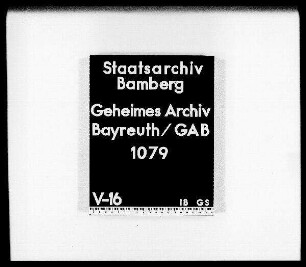 Staatsarchiv
Bamberg
Geheimes Archiv
Bayreuth/GAB
1079
V-16 18 GS